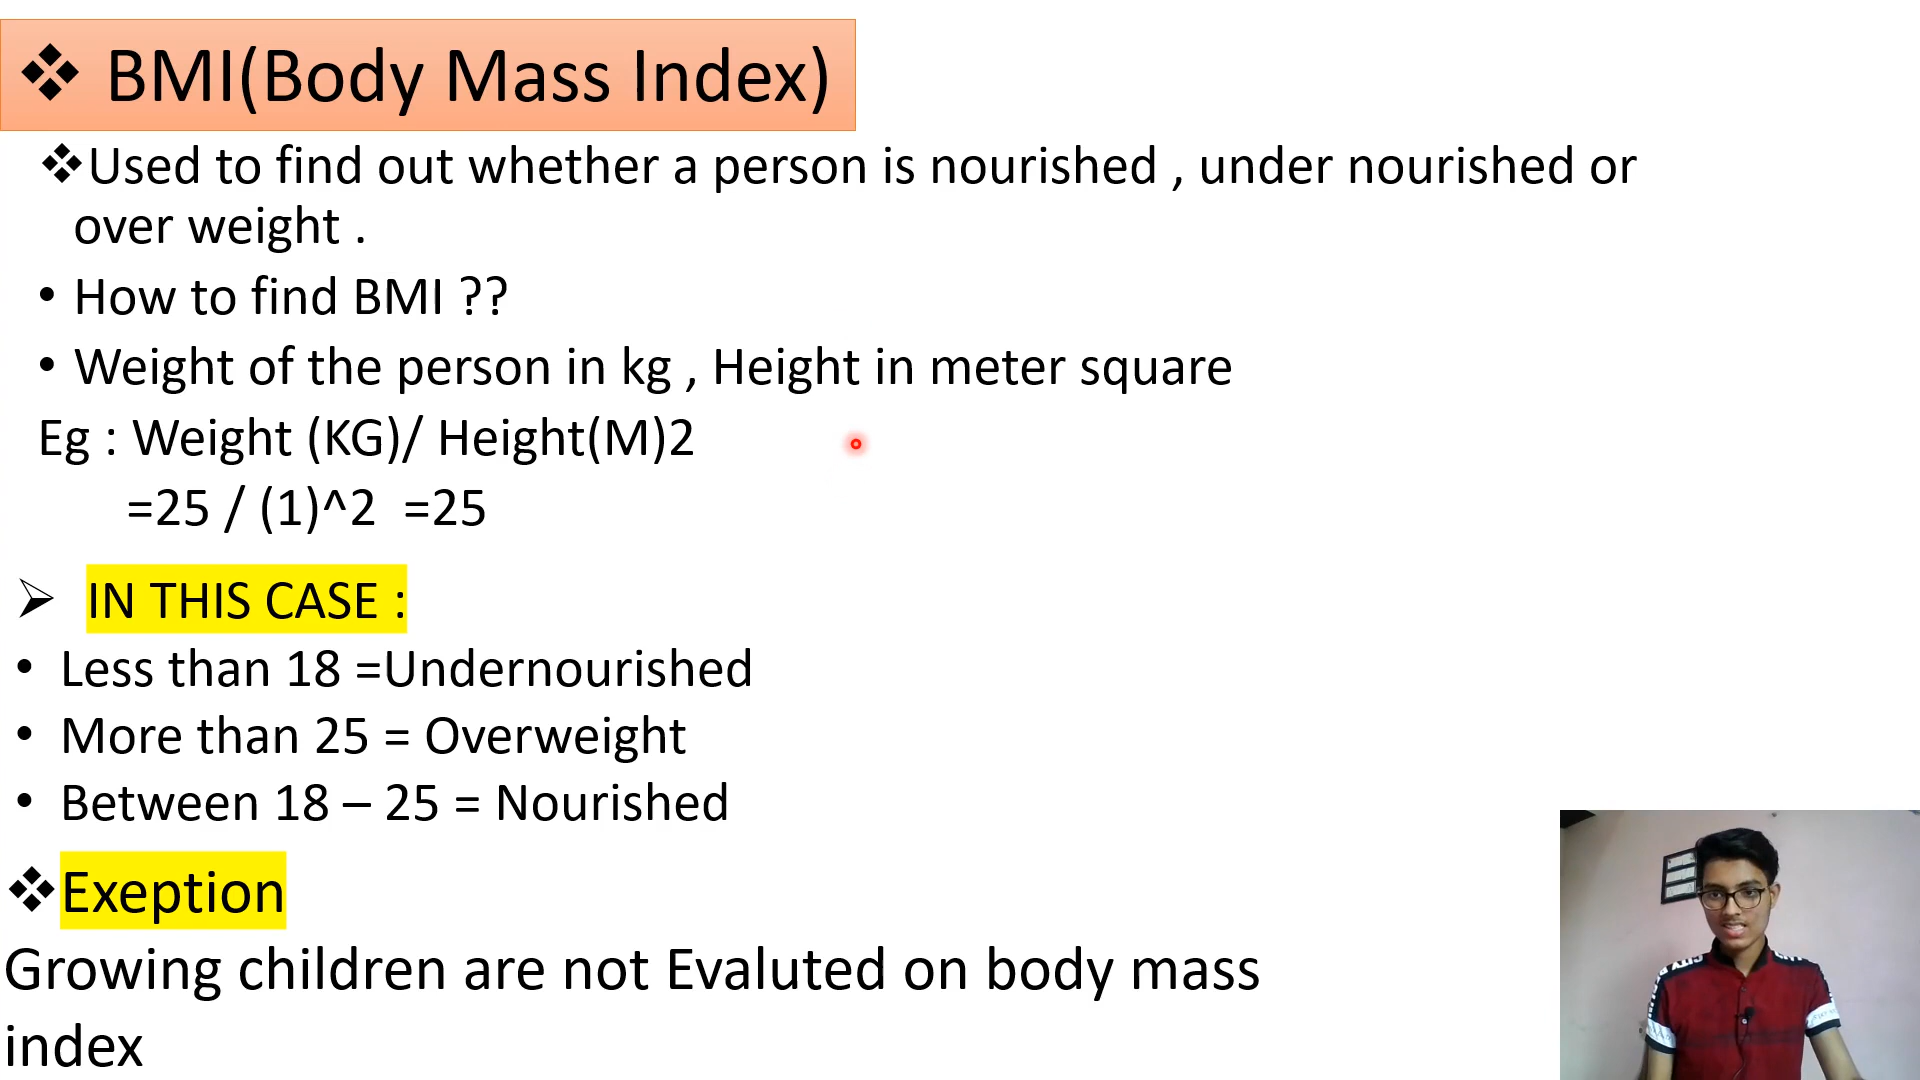 ❖ BMI(Body Mass Index)
❖Used to find out whether a person is nourished , under nourished or
over weight .
• How to find BMI ??
• Weight of the person in kg , Height in meter square
Eg : Weight (KG)/ Height(M)2
=25 / (1)^2 =25
➢ IN THIS CASE :
• Less than 18 =Undernourished
• More than 25 = Overweight
• Between 18 – 25 = Nourished
❖Exeption
Growing children are not Evaluted on body mass
index